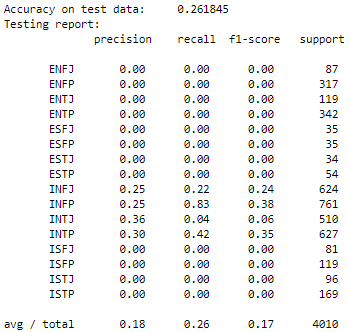 Accuracy on test data: 0.261845
Testing report:
precision recall f1-score support
ENFJ 0.00 0.00 0.00 87
ENFP 0.00 0.00 0.00 317
ENTJ 0.00 0.00 0.00 119
ENTP 0.00 0.00 0.00 342
ESFJ 0.00 0.00 0.00 35
ESFP 0.00 0.00 0.00 35
ESTJ 0.00 0.00 0.00 34
ESTP 0.00 0.00 0.00 54
INFJ 0.25 0.22 0.24 624
INFP 0.25 0.83 0.38 761
INTJ 0.36 0.04 0.06 510
INTP 0.30 0.42 0.35 627
ISFJ 0.00 0.00 0.00 81
ISFP 0.00 0.00 0.00 119
ISTJ 0.00 0.00 0.00 96
ISTP 0.00 0.00 0.00 169
avg / total 0.18 0.26 0.17 4010